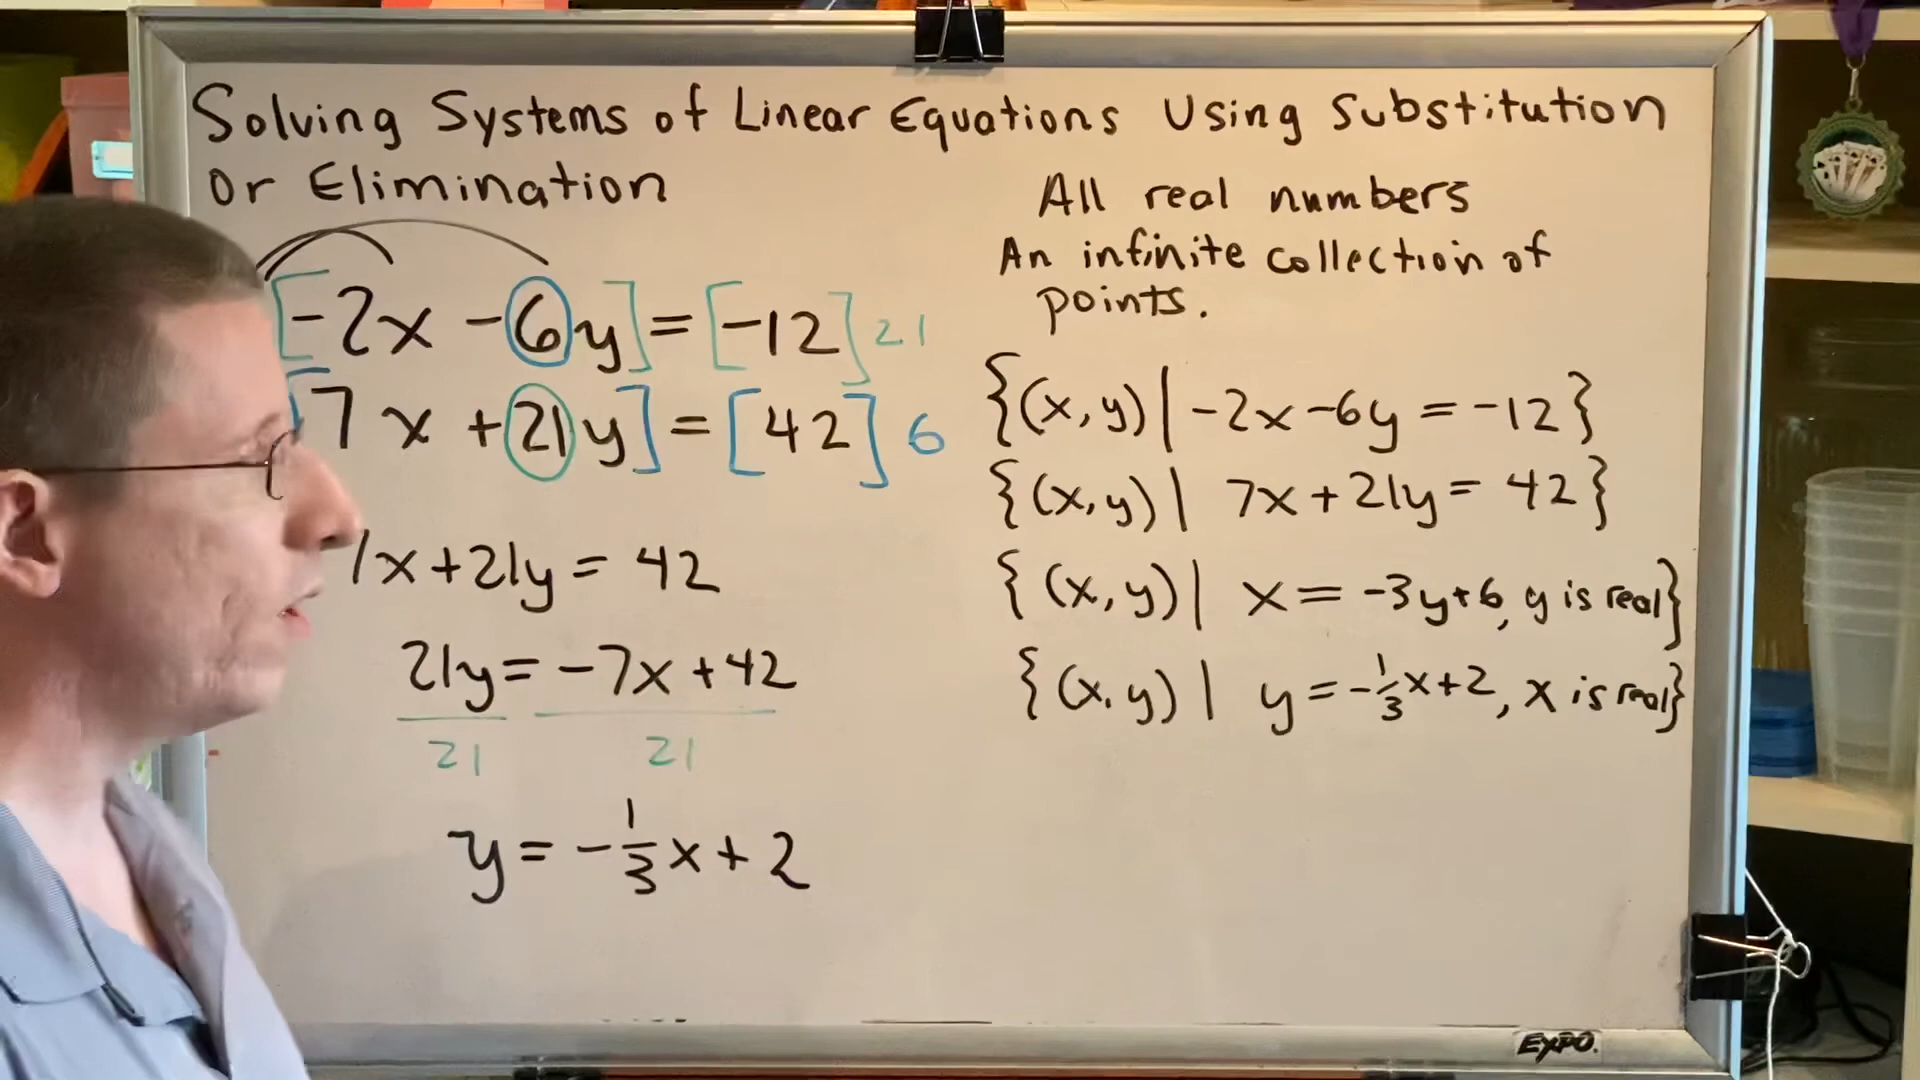 Solving Systems of Linear Equations Using Substitution
or Elimination
[-2x - 6y] = [-12] 21
[7x + 21y] = [42] 6
7x + 21y = 42
21y = -7x + 42
21 21
y = -1/3 x + 2
All real numbers
An infinite collection of
points.
{(x, y) | -2x - 6y = -12}
{(x, y) | 7x + 21y = 42}
{(x, y) | x = -3y + 6, y is real}
{(x, y) | y = -1/3 x + 2, x is real}
EXPO.